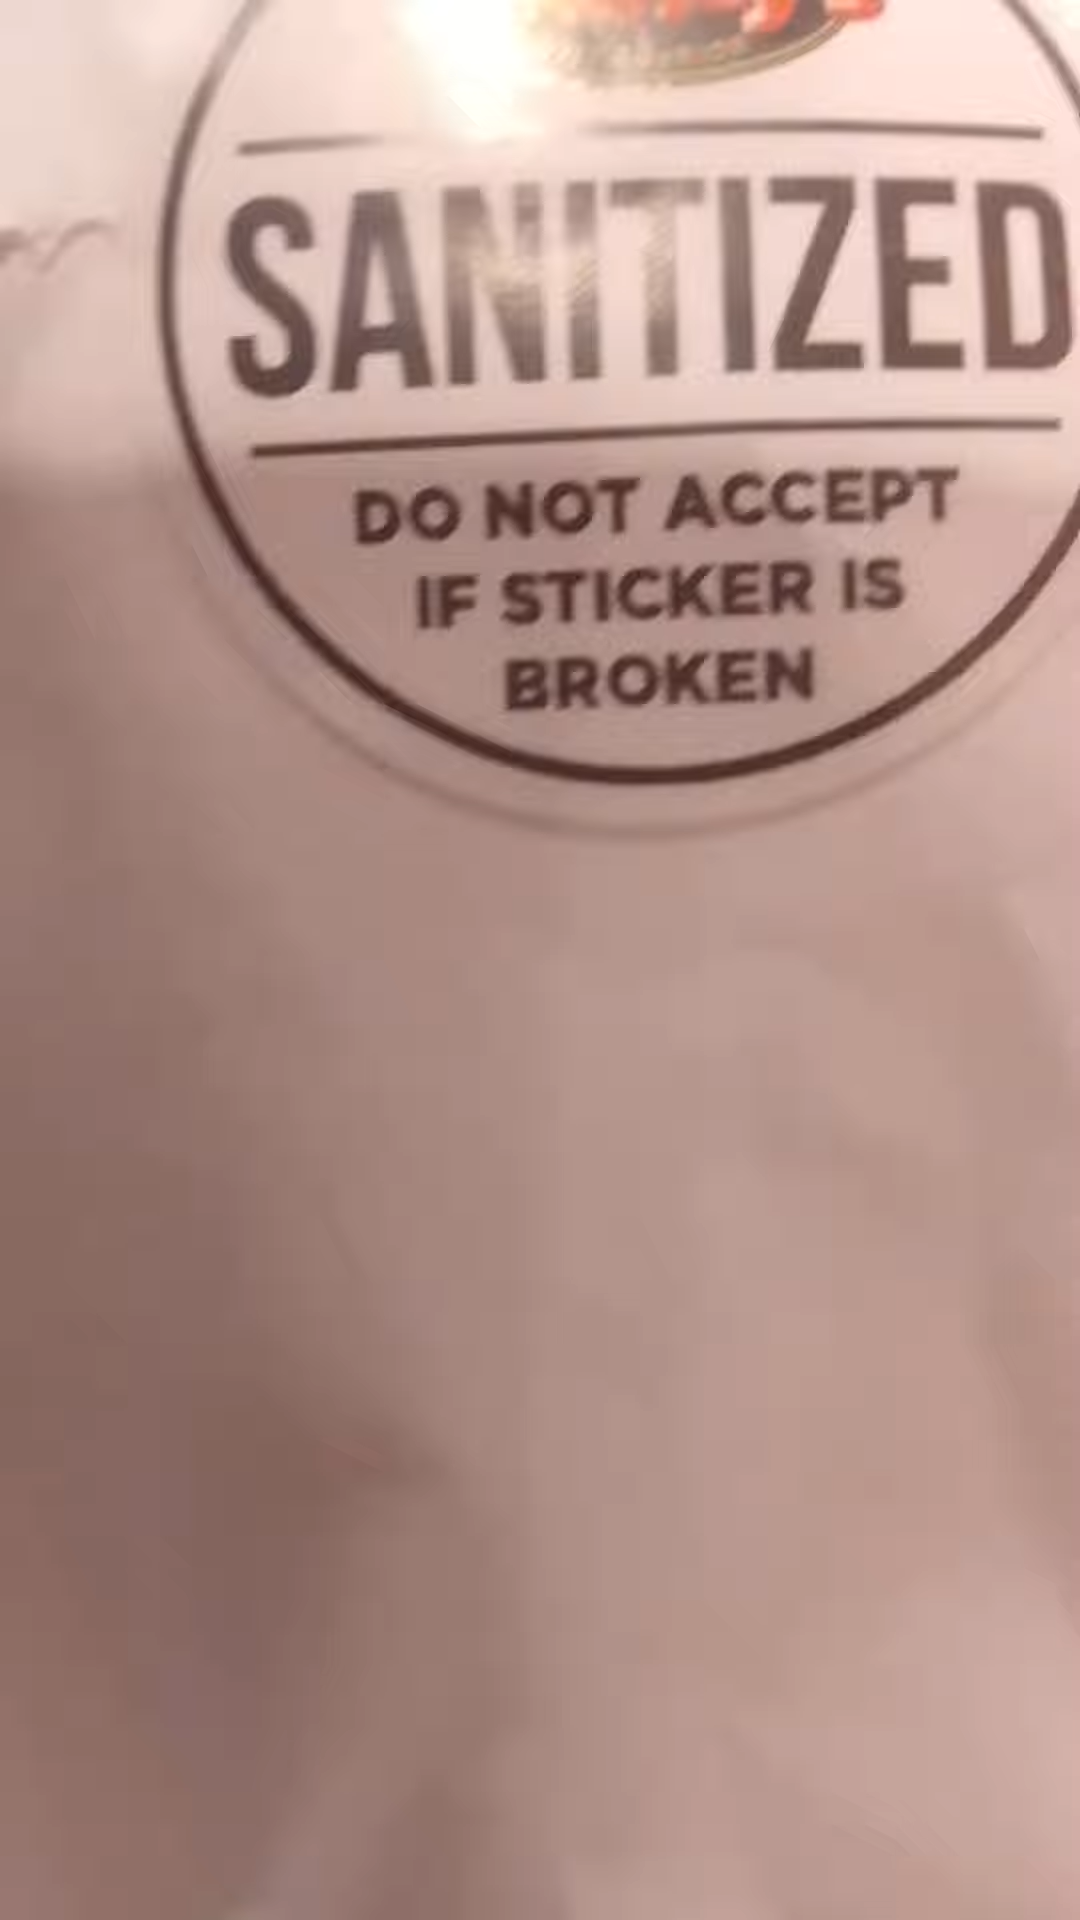 SANITIZED
DO NOT ACCEPT
IF STICKER IS
BROKEN